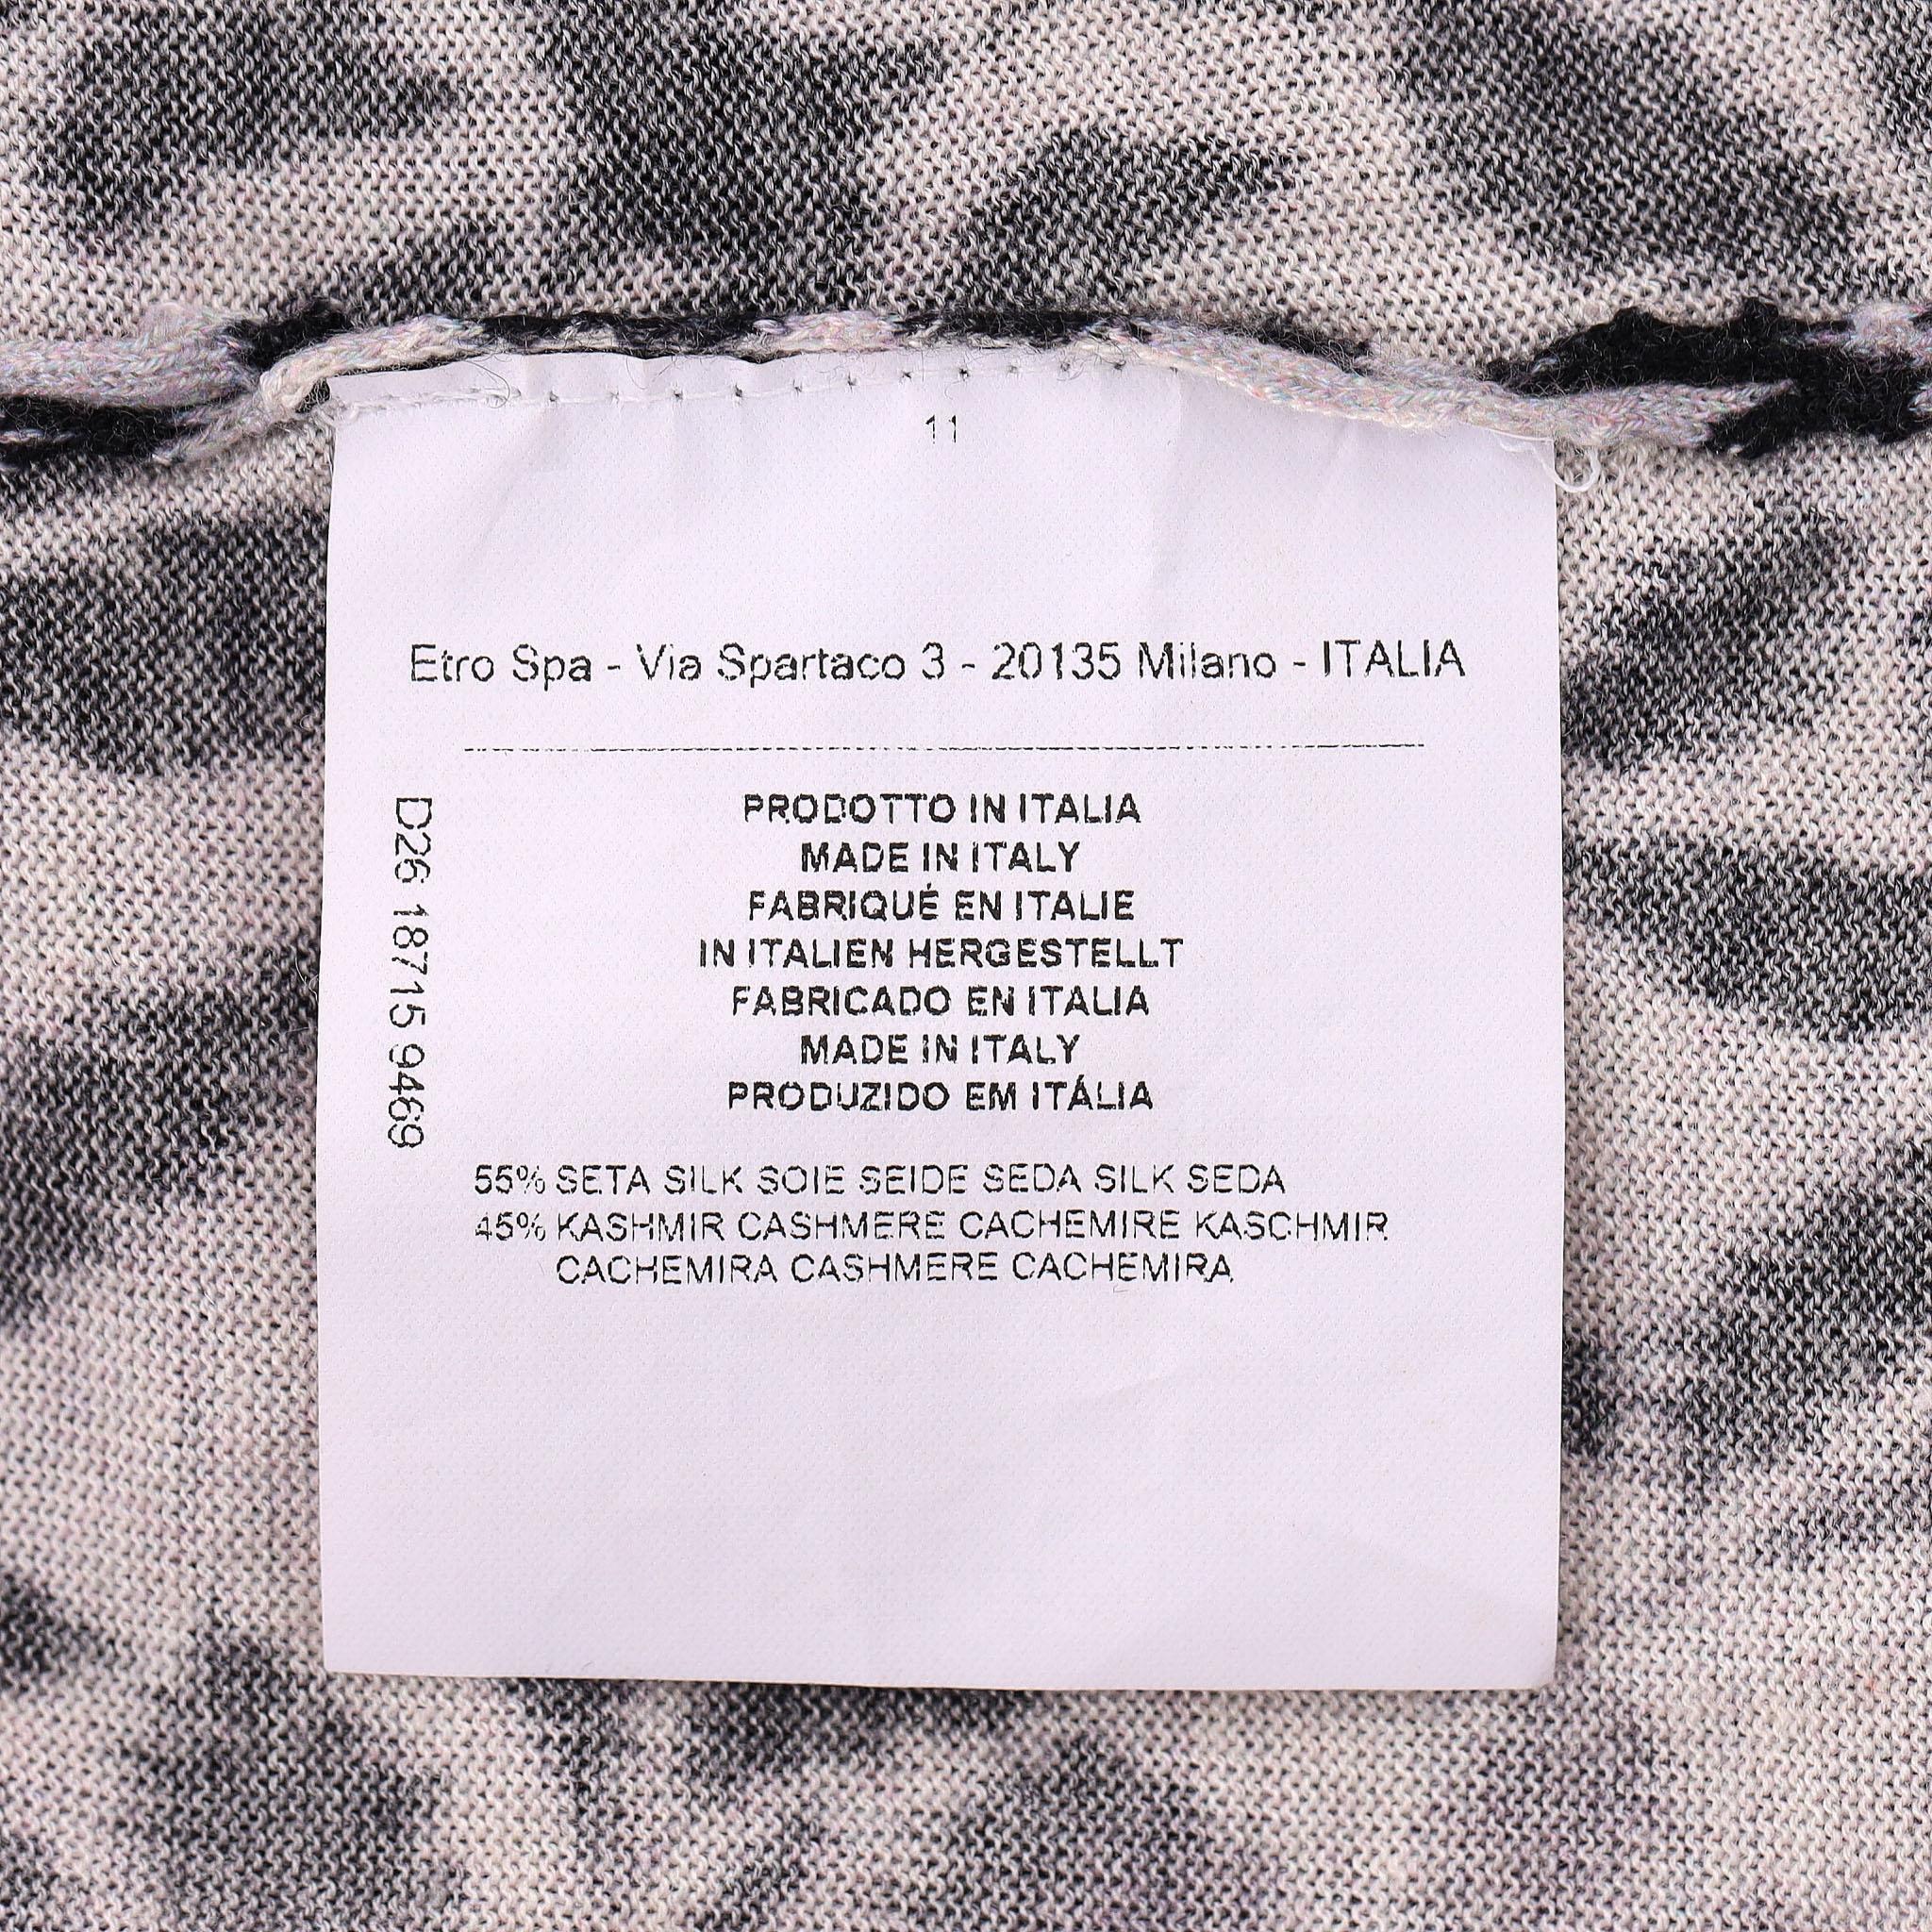 11
Etro Spa - Via Spartaco 3 - 20135 Milano - ITALIA
D26 18715 9469
PRODOTTO IN ITALIA
MADE IN ITALY
FABRIQUÉ EN ITALIE
IN ITALIEN HERGESTELLT
FABRICADO EN ITALIA
MADE IN ITALY
PRODUZIDO EM ITÁLIA
55% SETA SILK SOIE SEIDE SEDA SILK SEDA
45% KASHMIR CASHMERE CACHEMIRE KASCHMIR
CACHEMIRA CASHMERE CACHEMIRA